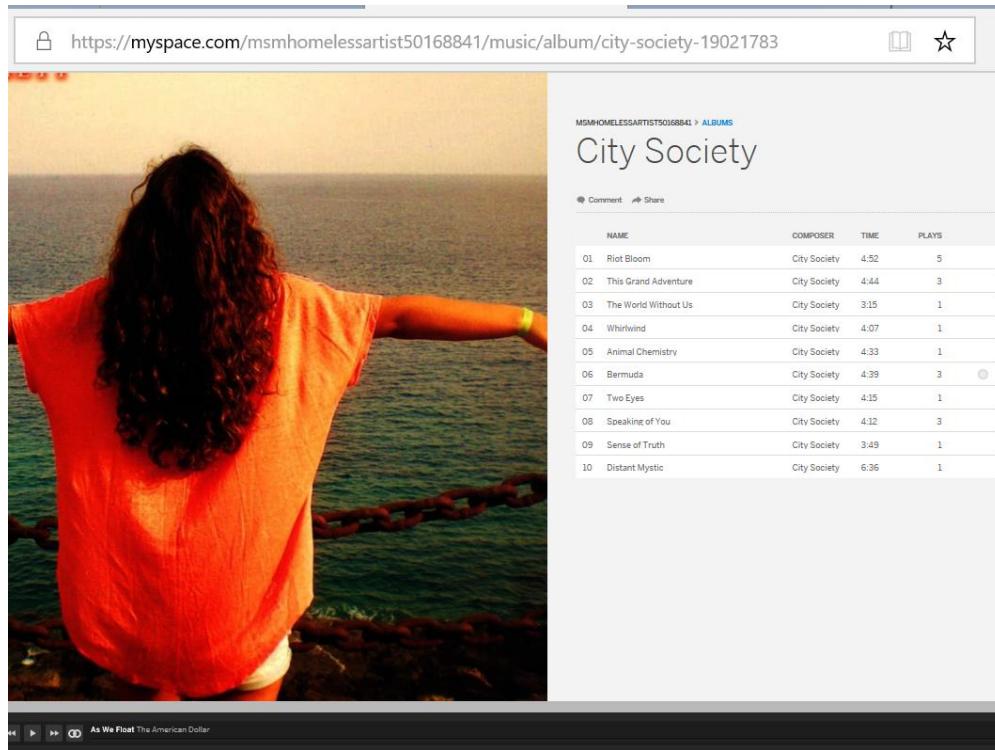 https://myspace.com/msmhomelessartist50168841/music/album/city-society-19021783
MSMHOMELESSARTIST50168841 > ALBUMS
City Society
Comment Share
NAME COMPOSER TIME PLAYS
01 Riot Bloom City Society 4:52 5
02 This Grand Adventure City Society 4:44 3
03 The World Without Us City Society 3:15 1
04 Whirlwind City Society 4:07 1
05 Animal Chemistry City Society 4:33 1
06 Bermuda City Society 4:39 3
07 Two Eyes City Society 4:15 1
08 Speaking of You City Society 4:12 3
09 Sense of Truth City Society 3:49 1
10 Distant Mystic City Society 6:36 1
As We Float The American Dollar